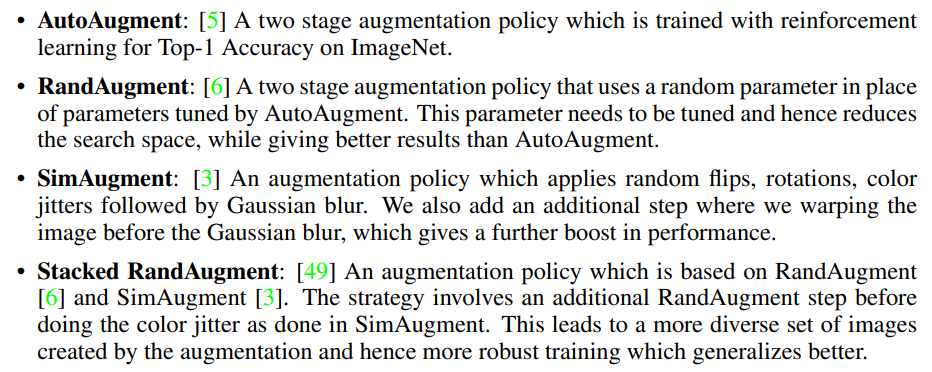 • AutoAugment: [5] A two stage augmentation policy which is trained with reinforcement
learning for Top-1 Accuracy on ImageNet.
• RandAugment: [6] A two stage augmentation policy that uses a random parameter in place
of parameters tuned by AutoAugment. This parameter needs to be tuned and hence reduces
the search space, while giving better results than AutoAugment.
• SimAugment: [3] An augmentation policy which applies random flips, rotations, color
jitters followed by Gaussian blur. We also add an additional step where we warping the
image before the Gaussian blur, which gives a further boost in performance.
• Stacked RandAugment: [49] An augmentation policy which is based on RandAugment
[6] and SimAugment [3]. The strategy involves an additional RandAugment step before
doing the color jitter as done in SimAugment. This leads to a more diverse set of images
created by the augmentation and hence more robust training which generalizes better.